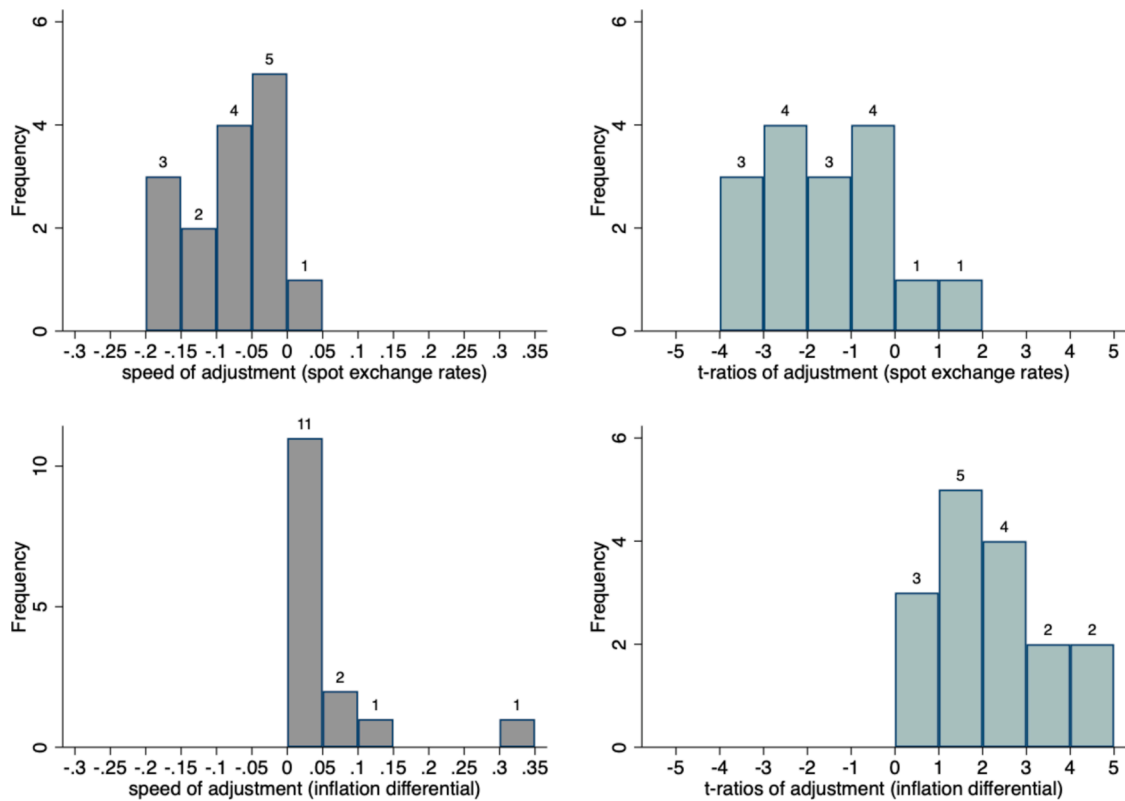 Frequency
6
4
2
0
3
2
4
5
1
-.3 -.25 -.2 -.15 -.1 -.05 0 .05 .1 .15 .2 .25 .3 .35
speed of adjustment (spot exchange rates)
Frequency
6
4
2
0
3
4
3
4
1
1
-5 -4 -3 -2 -1 0 1 2 3 4 5
t-ratios of adjustment (spot exchange rates)
Frequency
10
5
0
11
2
1
1
-.3 -.25 -.2 -.15 -.1 -.05 0 .05 .1 .15 .2 .25 .3 .35
speed of adjustment (inflation differential)
Frequency
6
4
2
0
3
5
4
2
2
-5 -4 -3 -2 -1 0 1 2 3 4 5
t-ratios of adjustment (inflation differential)